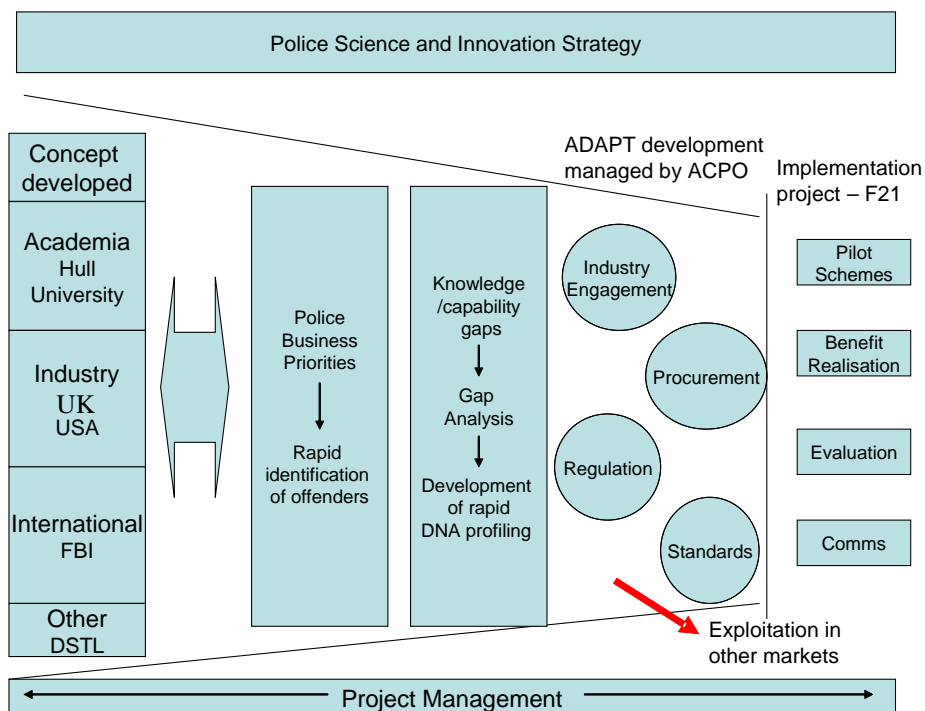 Police Science and Innovation Strategy
Concept
developed
Academia
Hull
University
Industry
UK
USA
International
FBI
Other
DSTL
Police
Business
Priorities
Rapid
identification
of offenders
Knowledge
/capability
gaps
Gap
Analysis
Development
of rapid
DNA profiling
ADAPT development
managed by ACPO
Industry
Engagement
Procurement
Regulation
Standards
Exploitation in
other markets
Implementation
project – F21
Pilot
Schemes
Benefit
Realisation
Evaluation
Comms
Project Management